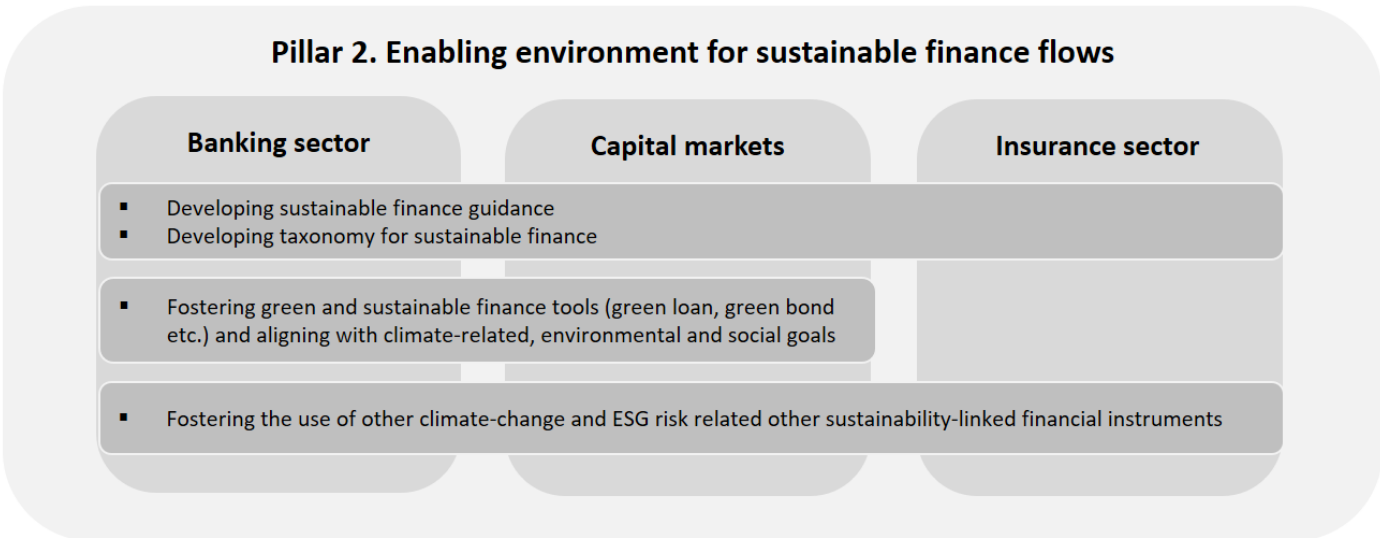 Pillar 2. Enabling environment for sustainable finance flows
Banking sector
Capital markets
Insurance sector
▪ Developing sustainable finance guidance
▪ Developing taxonomy for sustainable finance
▪ Fostering green and sustainable finance tools (green loan, green bond
etc.) and aligning with climate-related, environmental and social goals
▪ Fostering the use of other climate-change and ESG risk related other sustainability-linked financial instruments